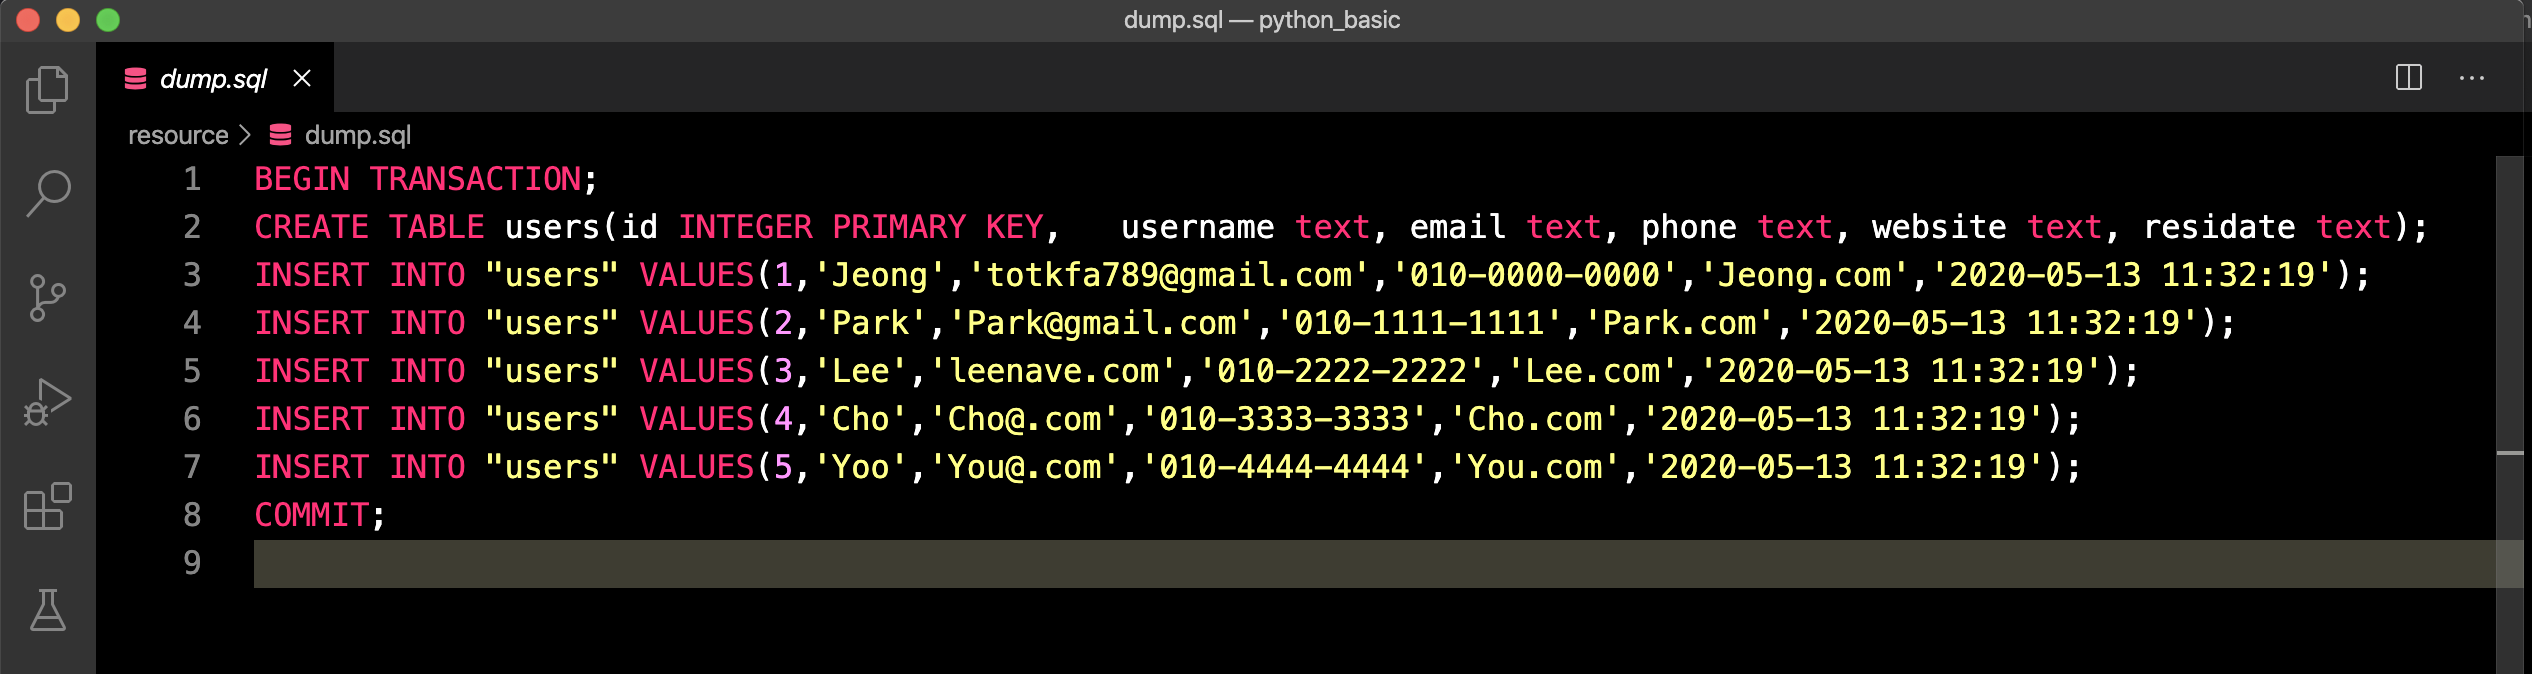 dump.sql — python_basic
dump.sql
resource > dump.sql
1 BEGIN TRANSACTION;
2 CREATE TABLE users(id INTEGER PRIMARY KEY,   username text, email text, phone text, website text, residate text);
3 INSERT INTO "users" VALUES(1,'Jeong','totkfa789@gmail.com','010-0000-0000','Jeong.com','2020-05-13 11:32:19');
4 INSERT INTO "users" VALUES(2,'Park','Park@gmail.com','010-1111-1111','Park.com','2020-05-13 11:32:19');
5 INSERT INTO "users" VALUES(3,'Lee','leenave.com','010-2222-2222','Lee.com','2020-05-13 11:32:19');
6 INSERT INTO "users" VALUES(4,'Cho','Cho@.com','010-3333-3333','Cho.com','2020-05-13 11:32:19');
7 INSERT INTO "users" VALUES(5,'Yoo','You@.com','010-4444-4444','You.com','2020-05-13 11:32:19');
8 COMMIT;
9